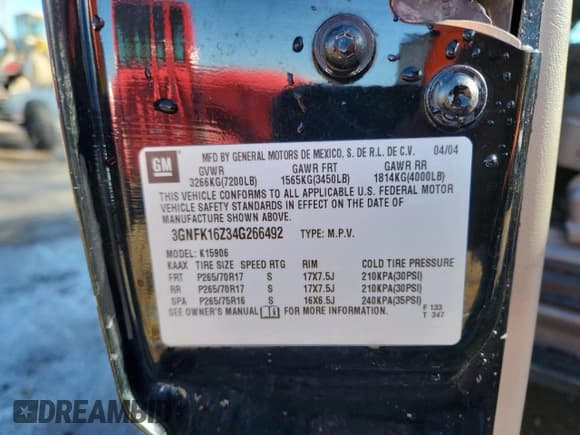 GM
MFD BY GENERAL MOTORS DE MEXICO, S. DE R.L. DE C.V. 04/04
GVWR GAWR FRT GAWR RR
3266KG(7200LB) 1565KG(3450LB) 1814KG(4000LB)
THIS VEHICLE CONFORMS TO ALL APPLICABLE U.S. FEDERAL MOTOR
VEHICLE SAFETY STANDARDS IN EFFECT ON THE DATE OF
MANUFACTURE SHOWN ABOVE.
3GNFK16Z34G266492 TYPE: M.P.V.
MODEL: K15906
KAAX TIRE SIZE SPEED RTG RIM COLD TIRE PRESSURE
FRT P265/70R17 S 17X7.5J 210KPA(30PSI)
RR P265/70R17 S 17X7.5J 210KPA(30PSI)
SPA P265/75R16 S 16X6.5J 240KPA(35PSI)
SEE OWNER'S MANUAL FOR MORE INFORMATION.
F 133
T 347
DREAMBID